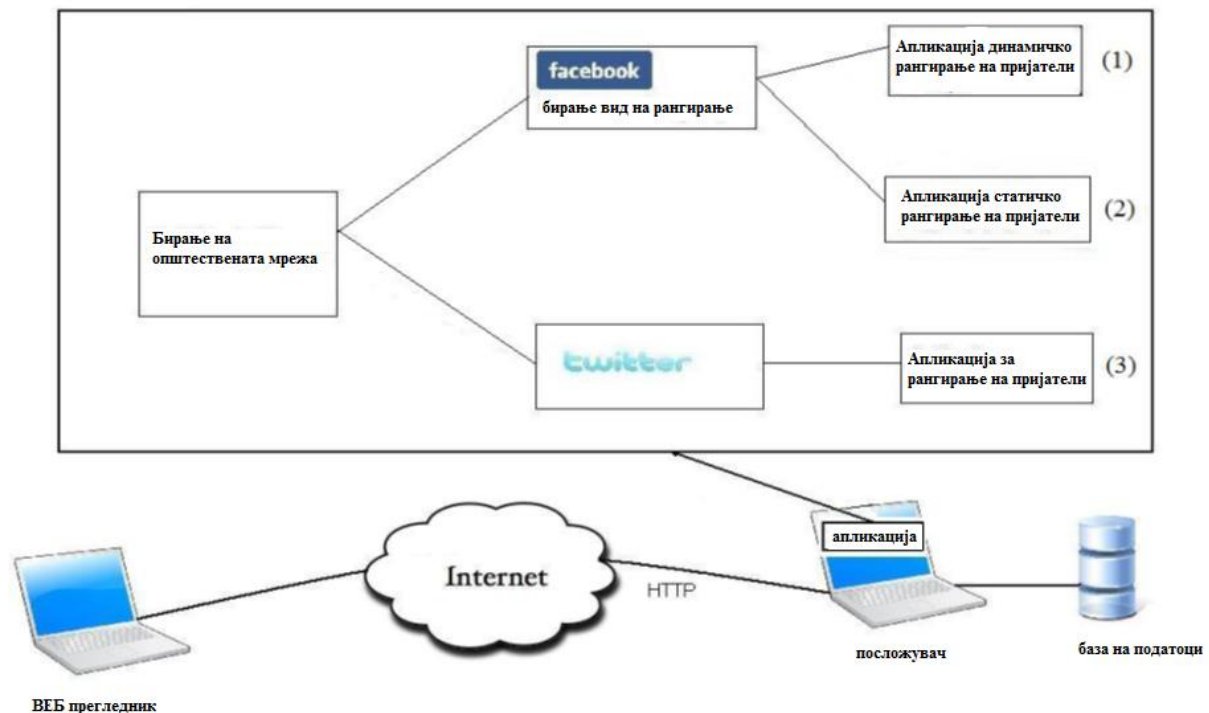 facebook
бирање вид на рангирање
Апликација динамичко
рангирање на пријатели
(1)
Апликација статичко
рангирање на пријатели
(2)
Бирање на
општествената мрежа
twitter
Апликација за
рангирање на пријатели
(3)
апликација
Internet
HTTP
послoжувач
база на податоци
ВЕБ прегледник